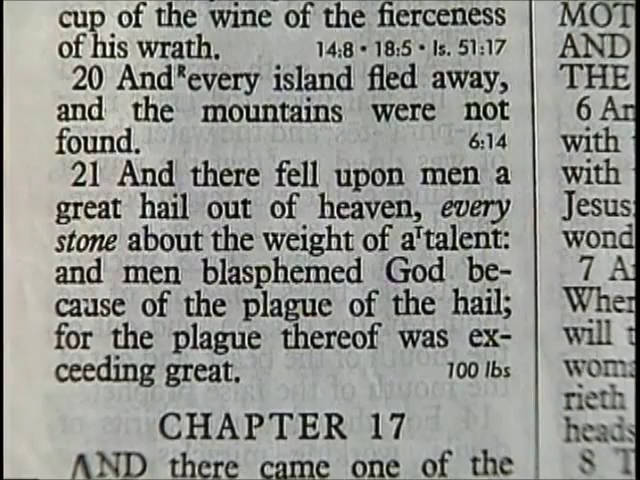 cup of the wine of the fierceness
of his wrath. 14:8 • 18:5 • Is. 51:17
20 And ᴿevery island fled away,
and the mountains were not
found. 6:14
21 And there fell upon men a
great hail out of heaven, every
stone about the weight of a ᵀtalent:
and men blasphemed God be-
cause of the plague of the hail;
for the plague thereof was ex-
ceeding great. 100 lbs
CHAPTER 17
AND there came one of the
MOT
AND
THE
6 An
with
with
Jesus
wond
7 A
When
will
woma
rieth
heads
8 T